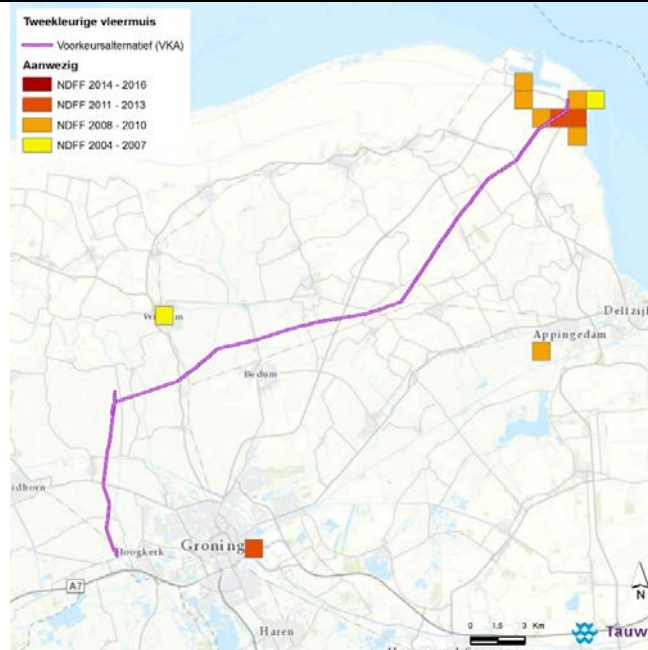 Tweekleurige vleermuis
Voorkeursalternatief (VKA)
Aanwezig
NDFF 2014 - 2016
NDFF 2011 - 2013
NDFF 2008 - 2010
NDFF 2004 - 2007
Delfzijl
Appingedam
Bedum
idhorn
Hoogkerk
Groning
A7
Haren
N
0 1,5 3 Km
Tauw